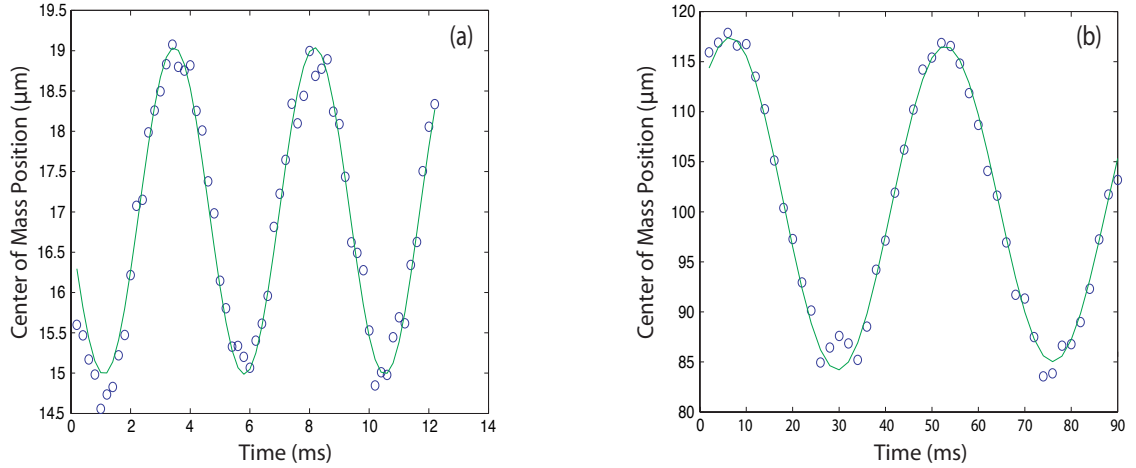 (a)
Center of Mass Position (μm)
19.5
19
18.5
18
17.5
17
16.5
16
15.5
15
14.5
0 2 4 6 8 10 12 14
Time (ms)
(b)
Center of Mass Position (μm)
120
115
110
105
100
95
90
85
80
0 10 20 30 40 50 60 70 80 90
Time (ms)